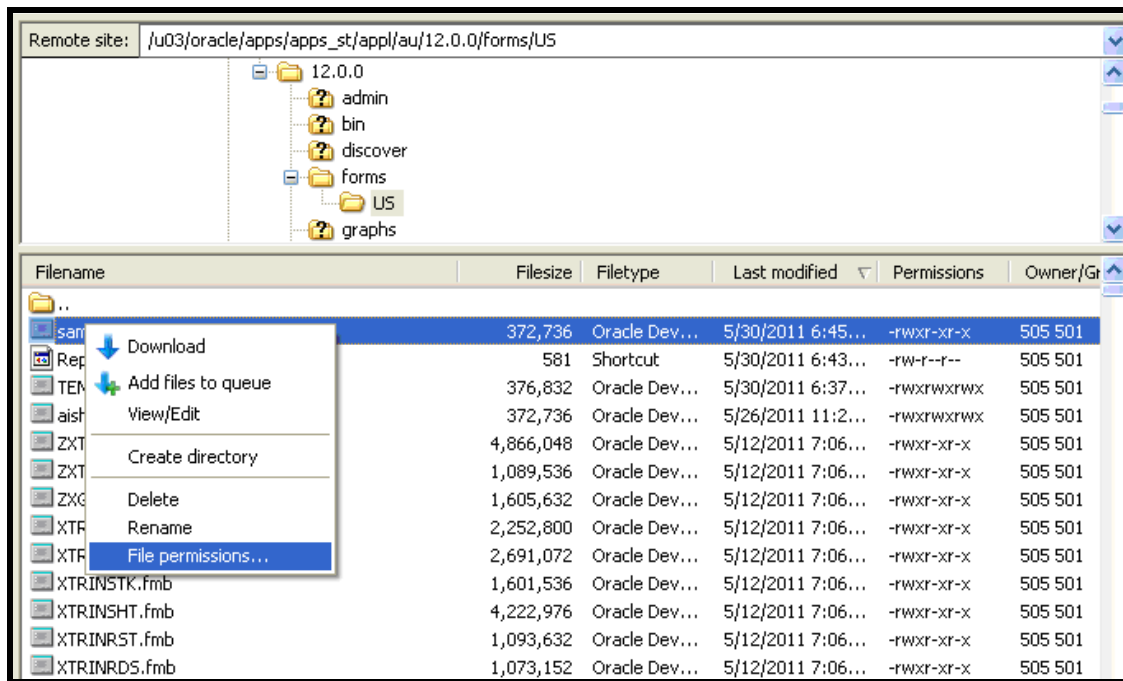 Remote site: /u03/oracle/apps/apps_st/appl/au/12.0.0/forms/US
12.0.0
admin
bin
discover
forms
US
graphs
Filename Filesize Filetype Last modified Permissions Owner/Gr
..
sam 372,736 Oracle Dev... 5/30/2011 6:45... -rwxr-xr-x 505 501
Rep 581 Shortcut 5/30/2011 6:43... -rw-r--r-- 505 501
TEM 376,832 Oracle Dev... 5/30/2011 6:37... -rwxrwxrwx 505 501
aish 372,736 Oracle Dev... 5/26/2011 11:2... -rwxrwxrwx 505 501
ZXT 4,866,048 Oracle Dev... 5/12/2011 7:06... -rwxr-xr-x 505 501
ZXT 1,089,536 Oracle Dev... 5/12/2011 7:06... -rwxr-xr-x 505 501
ZXG 1,605,632 Oracle Dev... 5/12/2011 7:06... -rwxr-xr-x 505 501
XTR 2,252,800 Oracle Dev... 5/12/2011 7:06... -rwxr-xr-x 505 501
XTR 2,691,072 Oracle Dev... 5/12/2011 7:06... -rwxr-xr-x 505 501
XTRINSTK.fmb 1,601,536 Oracle Dev... 5/12/2011 7:06... -rwxr-xr-x 505 501
XTRINSHT.fmb 4,222,976 Oracle Dev... 5/12/2011 7:06... -rwxr-xr-x 505 501
XTRINRST.fmb 1,093,632 Oracle Dev... 5/12/2011 7:06... -rwxr-xr-x 505 501
XTRINRDS.fmb 1,073,152 Oracle Dev... 5/12/2011 7:06... -rwxr-xr-x 505 501
Download
Add files to queue
View/Edit
Create directory
Delete
Rename
File permissions...